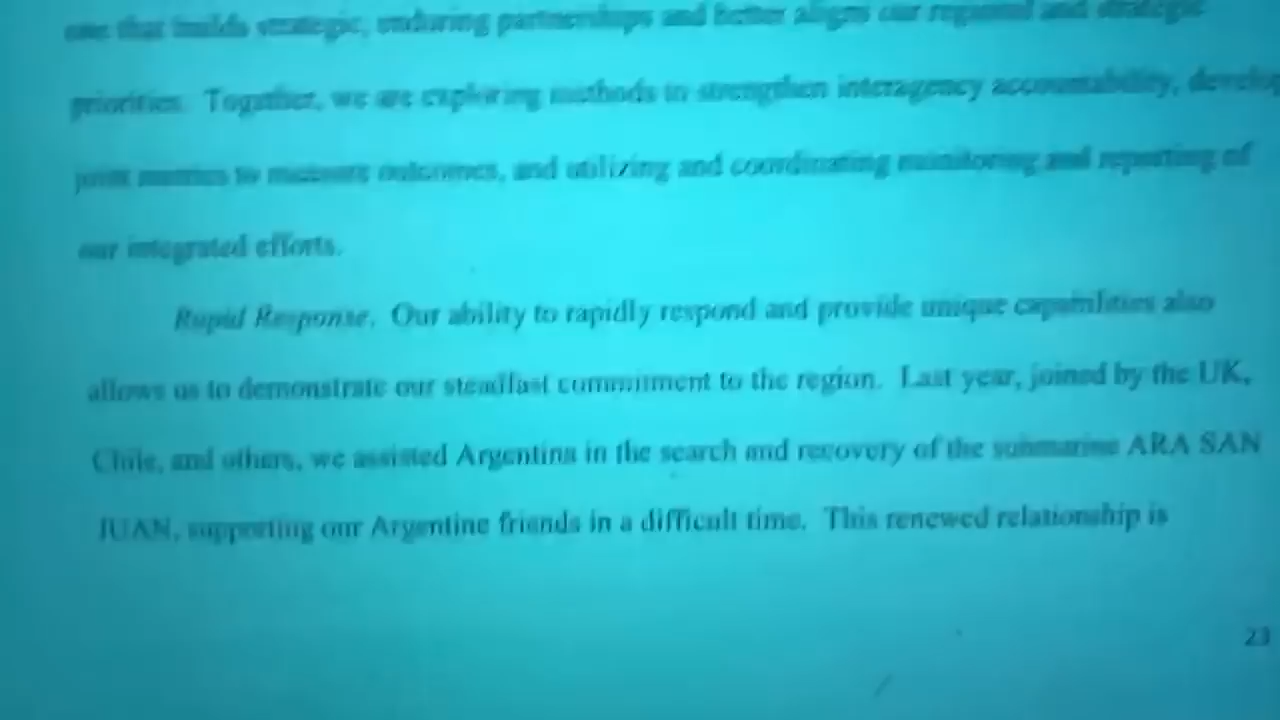 one that builds strategic, enduring partnerships and better aligns our regional and strategic
priorities. Together, we are exploring methods to strengthen interagency accountability, develop
joint metrics to measure outcomes, and utilizing and coordinating monitoring and reporting of
our integrated efforts.
Rapid Response. Our ability to rapidly respond and provide unique capabilities also
allows us to demonstrate our steadfast commitment to the region. Last year, joined by the UK,
Chile, and others, we assisted Argentina in the search and recovery of the submarine ARA SAN
JUAN, supporting our Argentine friends in a difficult time. This renewed relationship is
23